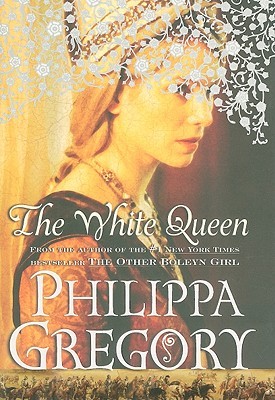 The White Queen
FROM THE AUTHOR OF THE #1 NEW YORK TIMES
BESTSELLER THE OTHER BOLEYN GIRL
PHILIPPA
GREGORY